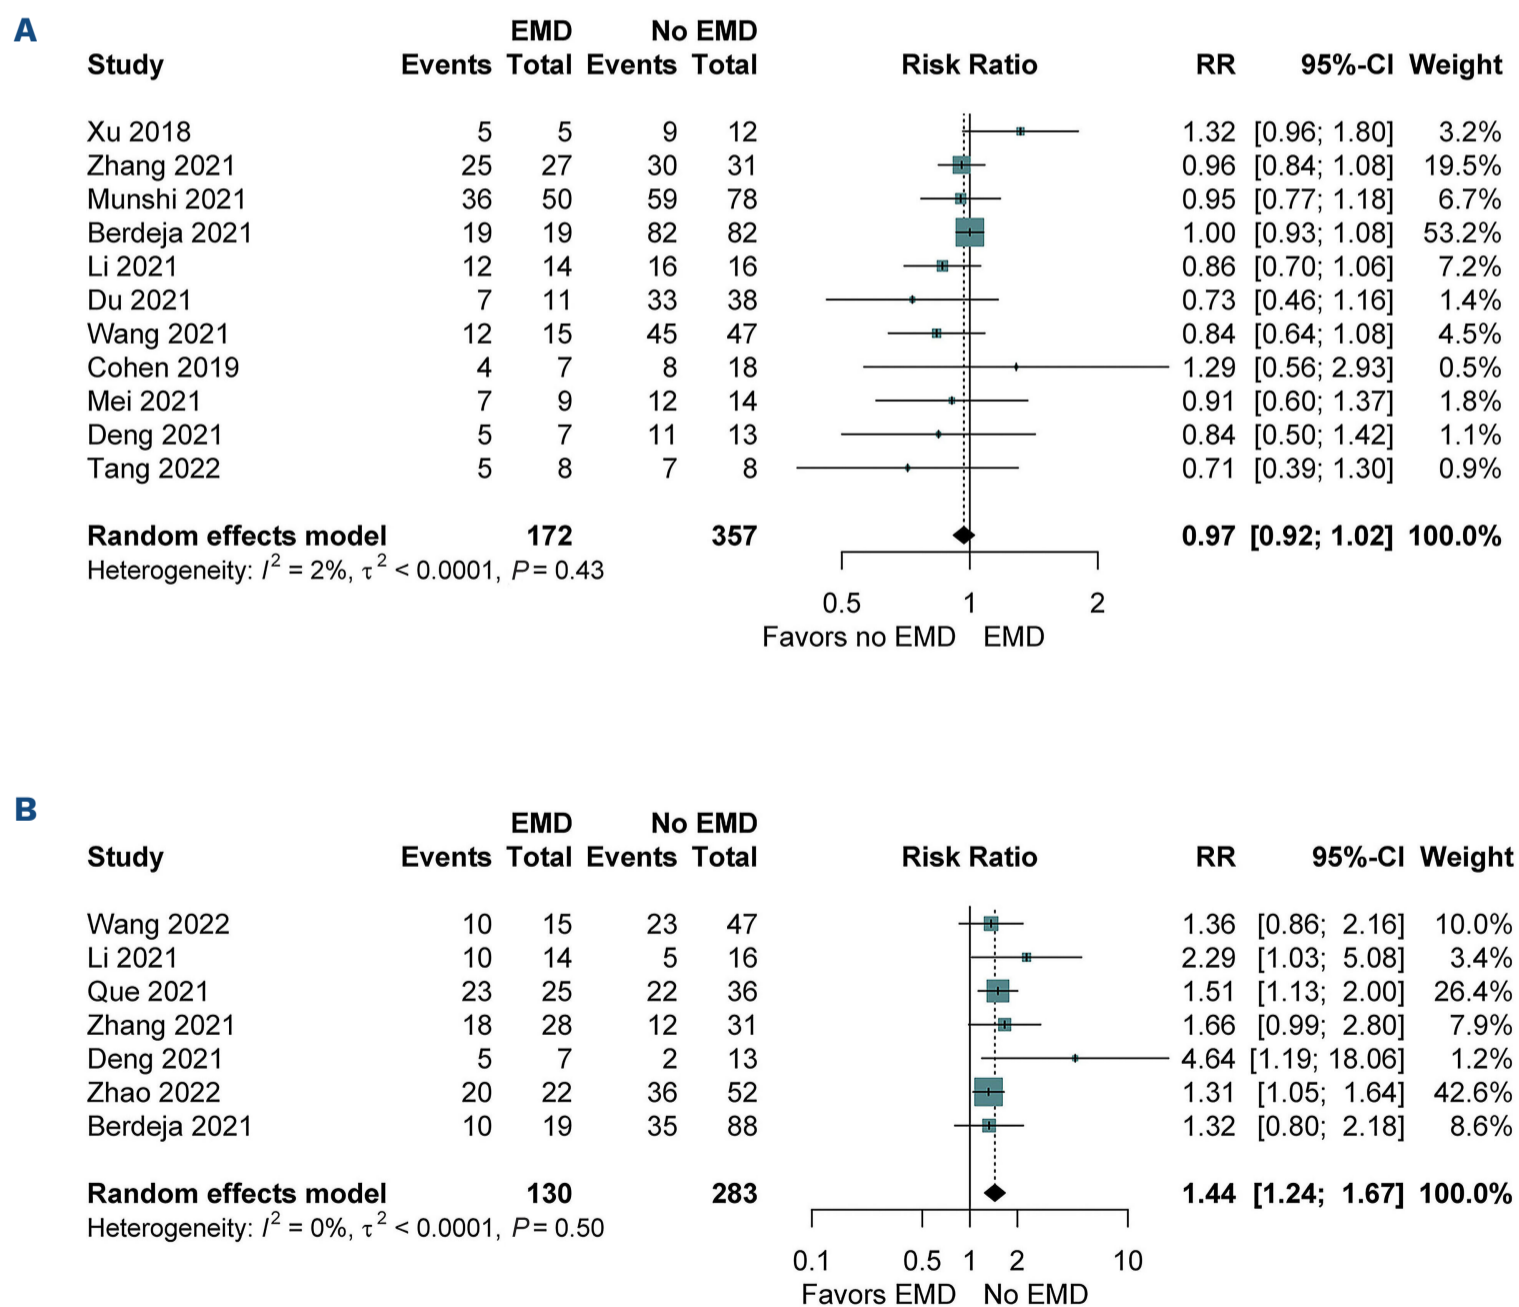 A
EMD No EMD
Study Events Total Events Total Risk Ratio RR 95%-CI Weight
Xu 2018 5 5 9 12 1.32 [0.96; 1.80] 3.2%
Zhang 2021 25 27 30 31 0.96 [0.84; 1.08] 19.5%
Munshi 2021 36 50 59 78 0.95 [0.77; 1.18] 6.7%
Berdeja 2021 19 19 82 82 1.00 [0.93; 1.08] 53.2%
Li 2021 12 14 16 16 0.86 [0.70; 1.06] 7.2%
Du 2021 7 11 33 38 0.73 [0.46; 1.16] 1.4%
Wang 2021 12 15 45 47 0.84 [0.64; 1.08] 4.5%
Cohen 2019 4 7 8 18 1.29 [0.56; 2.93] 0.5%
Mei 2021 7 9 12 14 0.91 [0.60; 1.37] 1.8%
Deng 2021 5 7 11 13 0.84 [0.50; 1.42] 1.1%
Tang 2022 5 8 7 8 0.71 [0.39; 1.30] 0.9%
Random effects model 172 357 0.97 [0.92; 1.02] 100.0%
Heterogeneity: I² = 2%, τ² < 0.0001, P = 0.43
0.5 1 2
Favors no EMD EMD
B
EMD No EMD
Study Events Total Events Total Risk Ratio RR 95%-CI Weight
Wang 2022 10 15 23 47 1.36 [0.86; 2.16] 10.0%
Li 2021 10 14 5 16 2.29 [1.03; 5.08] 3.4%
Que 2021 23 25 22 36 1.51 [1.13; 2.00] 26.4%
Zhang 2021 18 28 12 31 1.66 [0.99; 2.80] 7.9%
Deng 2021 5 7 2 13 4.64 [1.19; 18.06] 1.2%
Zhao 2022 20 22 36 52 1.31 [1.05; 1.64] 42.6%
Berdeja 2021 10 19 35 88 1.32 [0.80; 2.18] 8.6%
Random effects model 130 283 1.44 [1.24; 1.67] 100.0%
Heterogeneity: I² = 0%, τ² < 0.0001, P = 0.50
0.1 0.5 1 2 10
Favors EMD No EMD